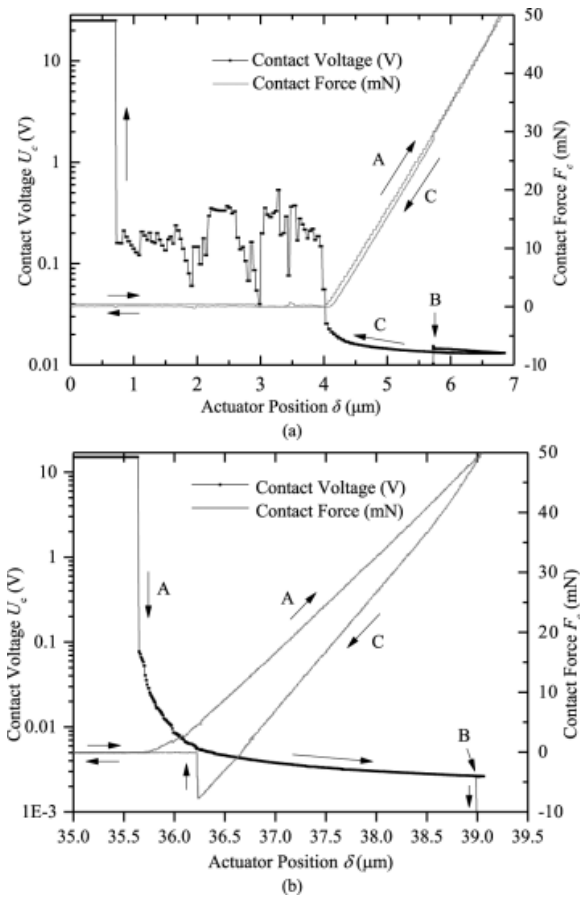 50
10
Contact Voltage (V)
Contact Force (mN)
40
A
30
1
C
20
0.1
10
B
C
0
0.01
-10
0 1 2 3 4 5 6 7
Contact Voltage U_c (V)
Contact Force F_c (mN)
Actuator Position δ (μm)
(a)
50
10
Contact Voltage (V)
Contact Force (mN)
40
1
A
A
30
20
0.1
C
10
0.01
B
0
1E-3
-10
35.0 35.5 36.0 36.5 37.0 37.5 38.0 38.5 39.0 39.5
Contact Voltage U_c (V)
Contact Force F_c (mN)
Actuator Position δ (μm)
(b)